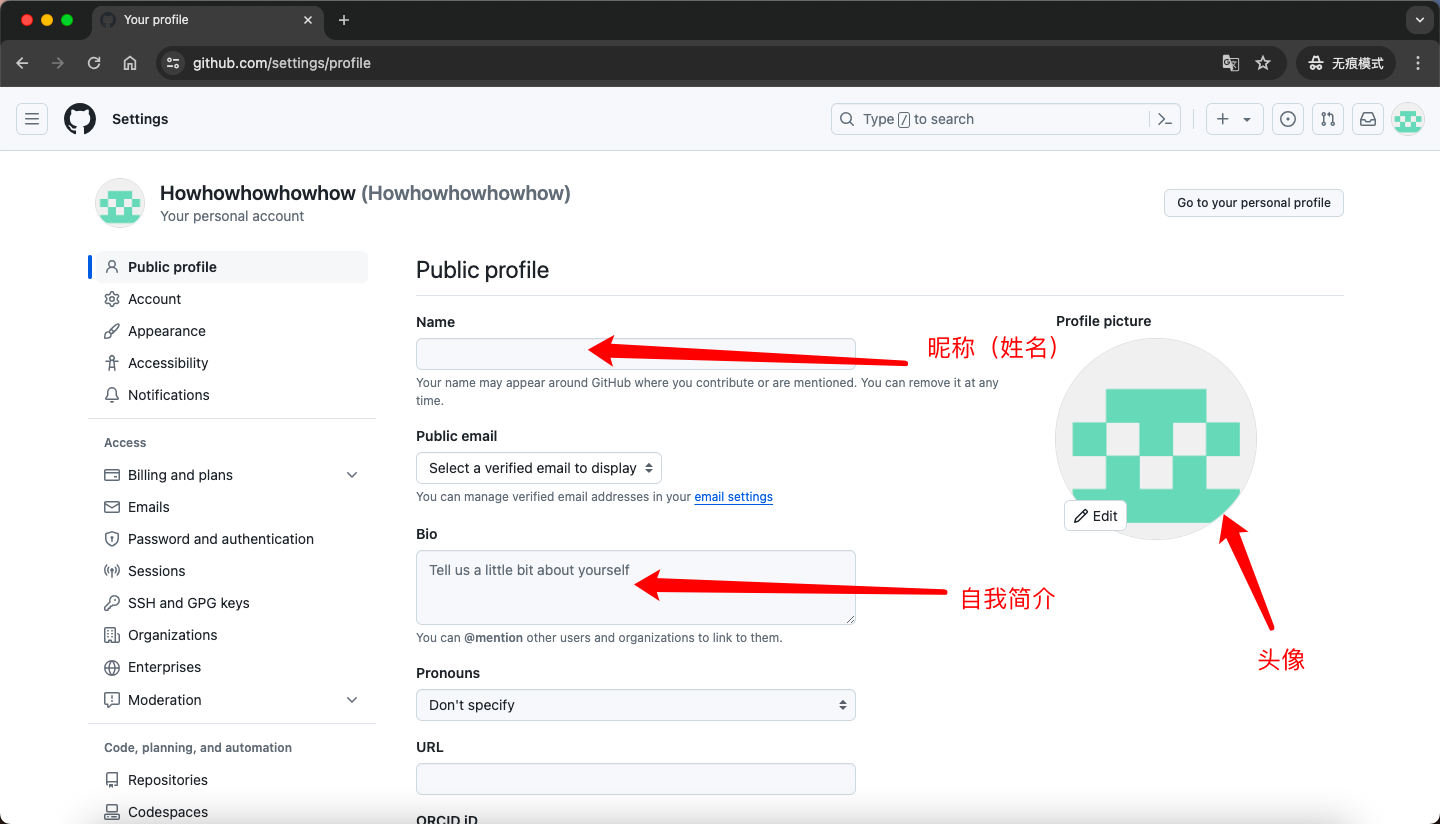 Your profile
github.com/settings/profile
无痕模式
Settings
Type / to search
Howhowhowhowhow (Howhowhowhowhow)
Your personal account
Go to your personal profile
Public profile
Account
Appearance
Accessibility
Notifications
Access
Billing and plans
Emails
Password and authentication
Sessions
SSH and GPG keys
Organizations
Enterprises
Moderation
Code, planning, and automation
Repositories
Codespaces
Public profile
Name
昵称（姓名）
Your name may appear around GitHub where you contribute or are mentioned. You can remove it at any
time.
Public email
Select a verified email to display
You can manage verified email addresses in your email settings
Bio
Tell us a little bit about yourself
自我简介
You can @mention other users and organizations to link to them.
Pronouns
Don't specify
URL
ORCID iD
Profile picture
Edit
头像